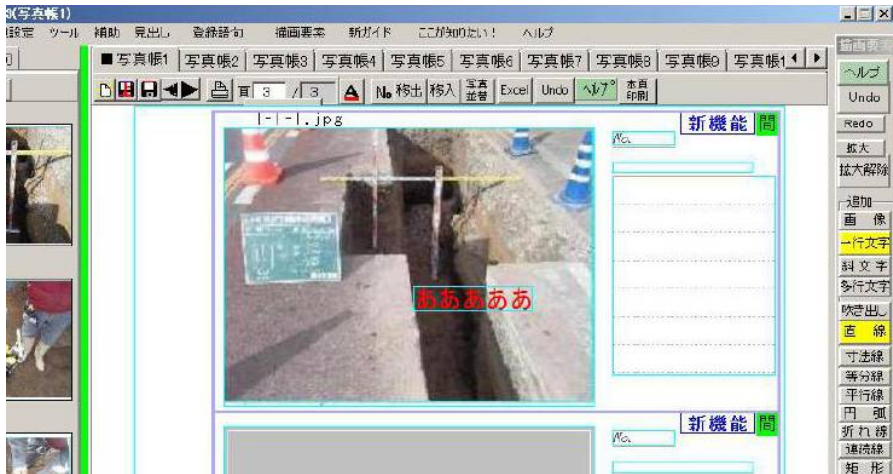 (写真帳1)
設定 ツール 補助 見出し 登録語句 描画要素 新ガイド ここが知りたい! ヘルプ
■写真帳1 写真帳2 写真帳3 写真帳4 写真帳5 写真帳6 写真帳7 写真帳8 写真帳9 写真帳1
頁 3 / 3 A No 移出 移入 写真並替 Excel Undo ヘルプ 本頁印刷
1-1-1.jpg
新機能 間
No.
あああああ
新機能 間
No.
描画要
ヘルプ
Undo
Redo
拡大
拡大解除
追加
画像
一行文字
斜文字
多行文字
吹き出し
直線
寸法線
等分線
平行線
円弧
折れ線
連続線
矩形